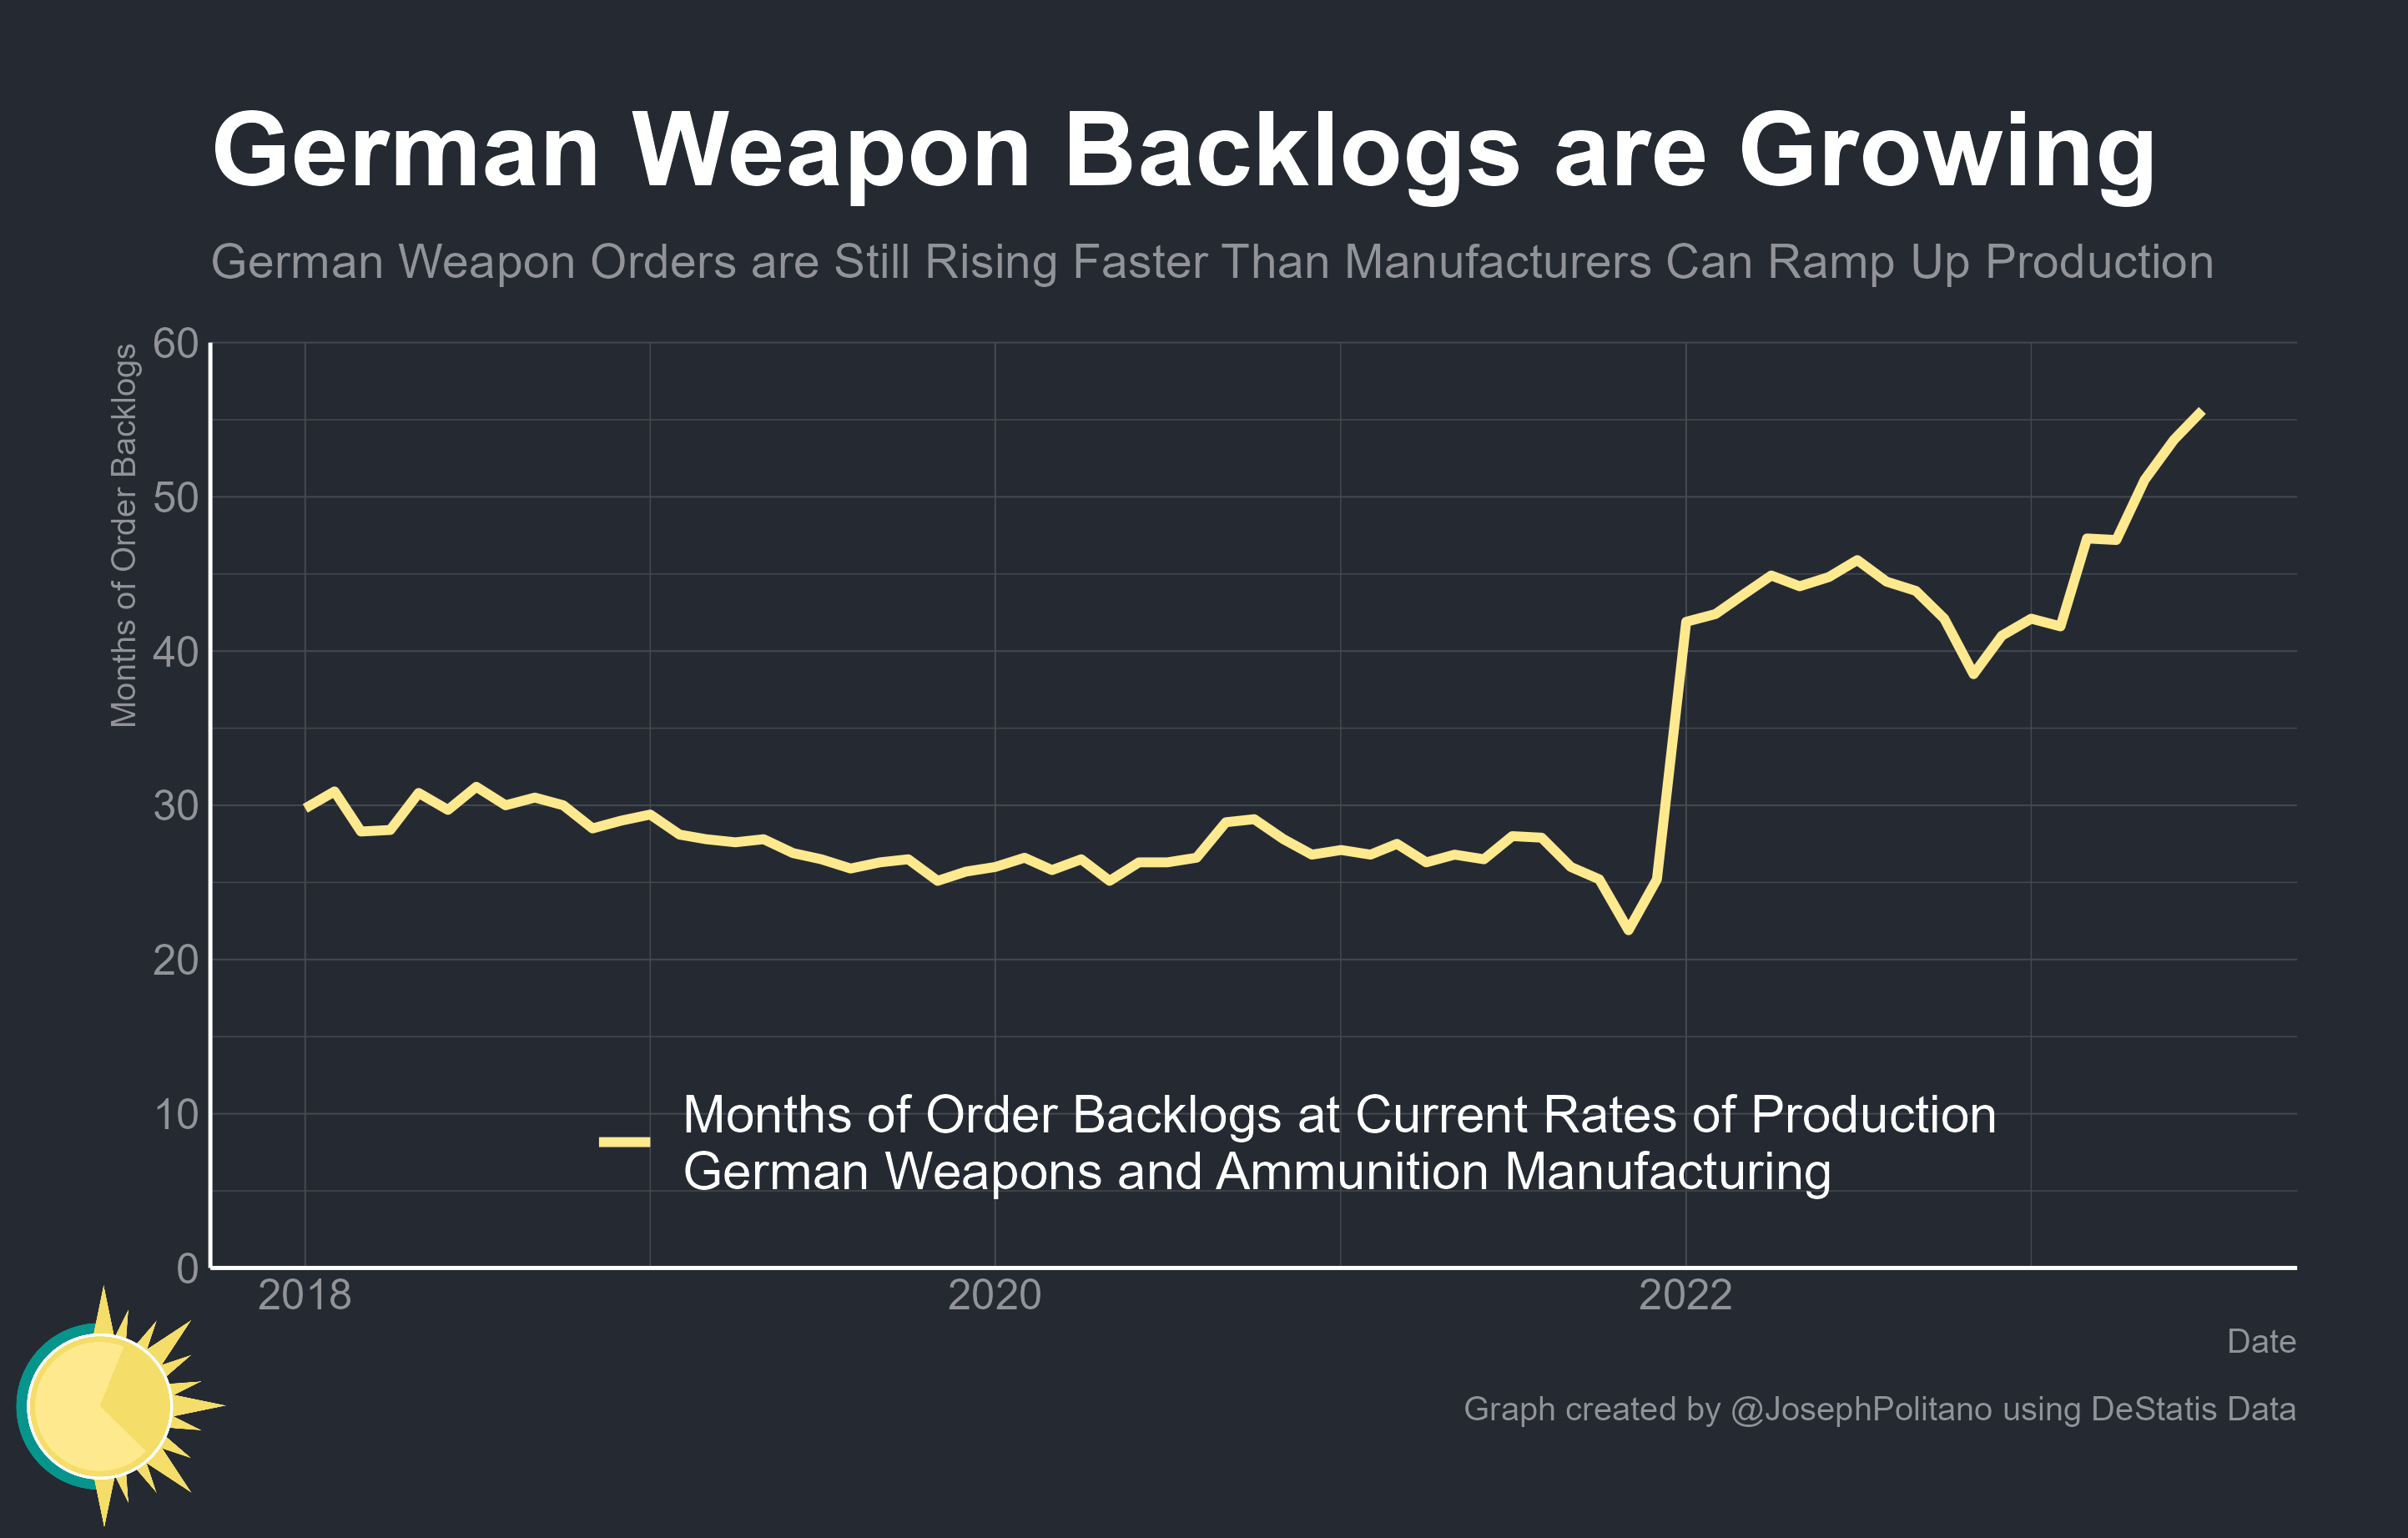 German Weapon Backlogs are Growing
German Weapon Orders are Still Rising Faster Than Manufacturers Can Ramp Up Production
Months of Order Backlogs
60
50
40
30
20
10
0
Months of Order Backlogs at Current Rates of Production
German Weapons and Ammunition Manufacturing
2018
2020
2022
Date
Graph created by @JosephPolitano using DeStatis Data